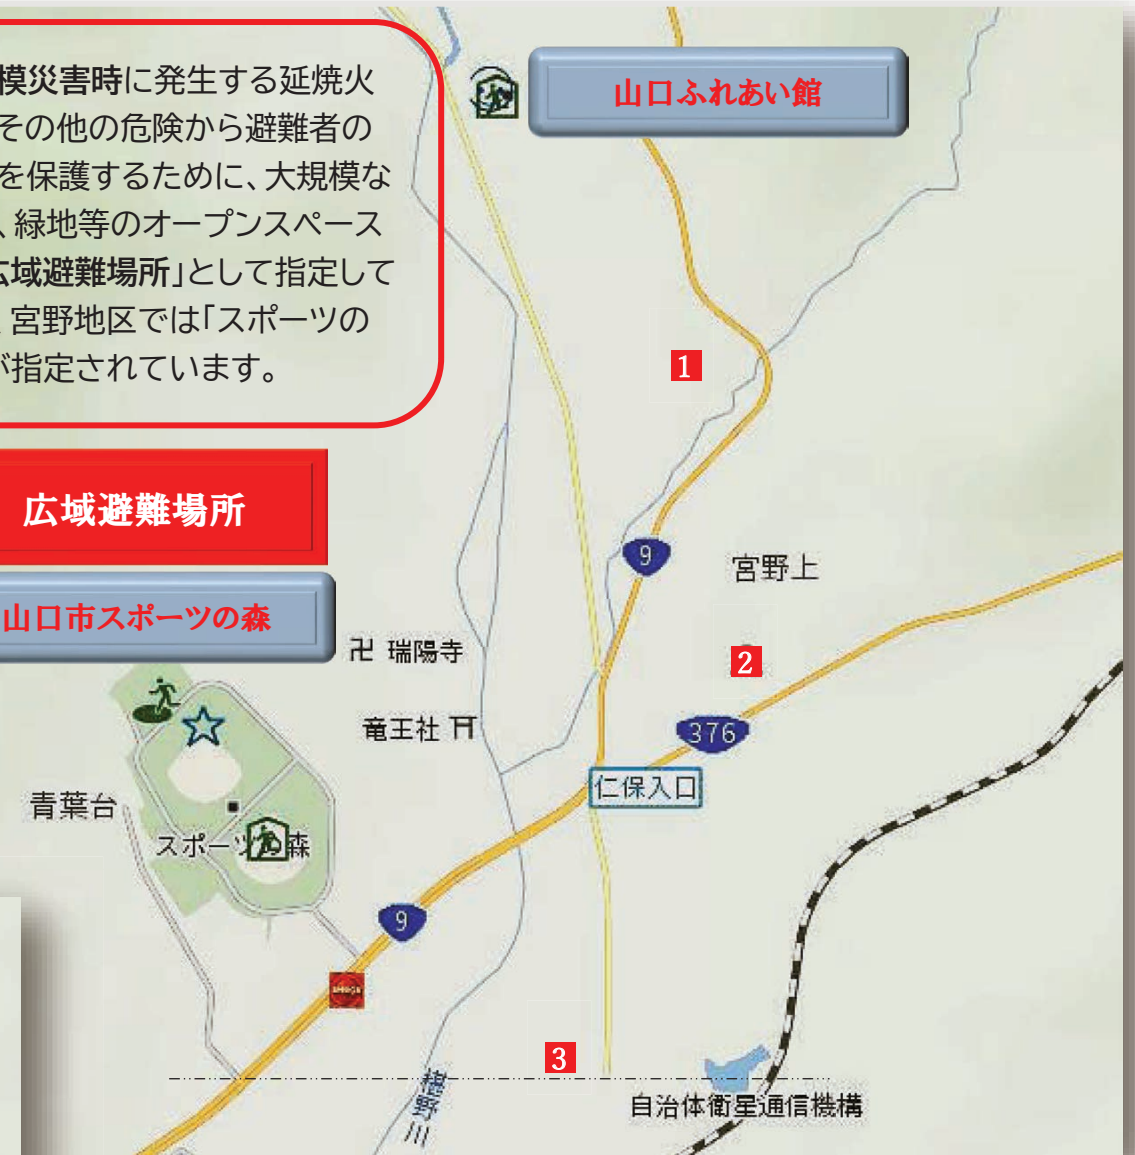 模災害時に発生する延焼火
その他の危険から避難者の
を保護するために、大規模な
、緑地等のオープンスペース
広域避難場所」として指定して
、宮野地区では「スポーツの
が指定されています。
山口ふれあい館
1
広域避難場所
9
宮野上
山口市スポーツの森
卍 瑞陽寺
2
竜王社
376
仁保入口
青葉台
スポーツの森
9
3
椹野川
自治体衛星通信機構